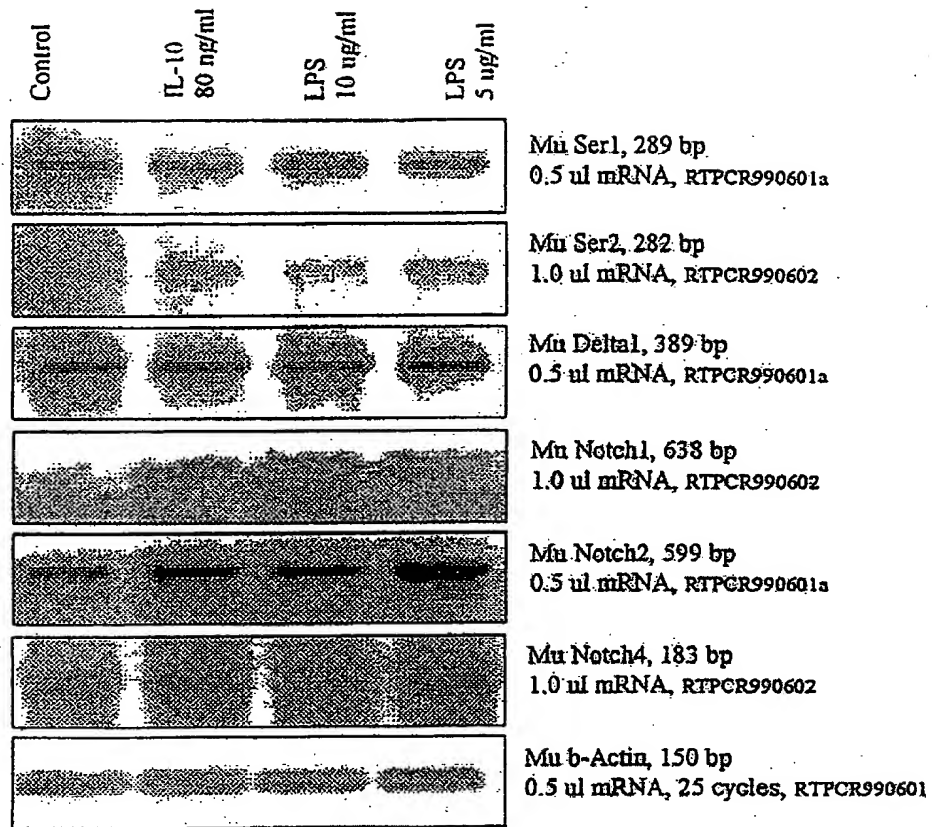 Control
IL-10
80 ng/ml
LPS
10 ug/ml
LPS
5 ug/ml
Mu Ser1, 289 bp
0.5 ul mRNA, RTPCR990601a
Mu Ser2, 282 bp
1.0 ul mRNA, RTPCR990602
Mu Delta1, 389 bp
0.5 ul mRNA, RTPCR990601a
Mu Notch1, 638 bp
1.0 ul mRNA, RTPCR990602
Mu Notch2, 599 bp
0.5 ul mRNA, RTPCR990601a
Mu Notch4, 183 bp
1.0 ul mRNA, RTPCR990602
Mu b-Actin, 150 bp
0.5 ul mRNA, 25 cycles, RTPCR990601